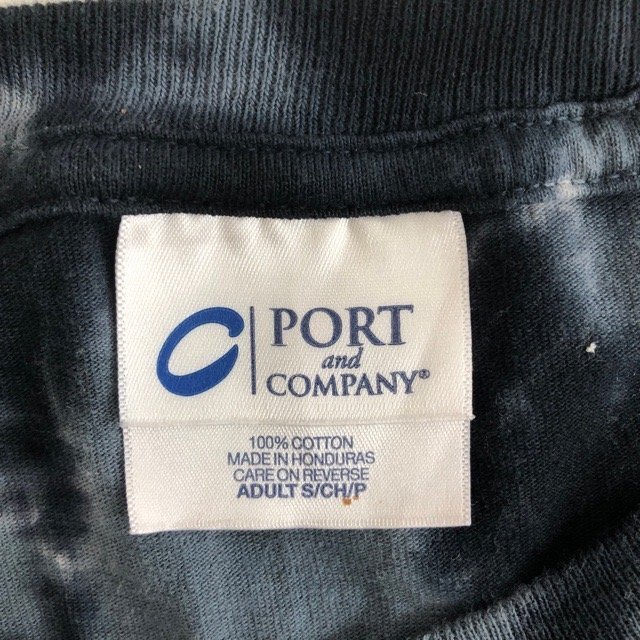 PORT
and
COMPANY®
100% COTTON
MADE IN HONDURAS
CARE ON REVERSE
ADULT S/CH/P